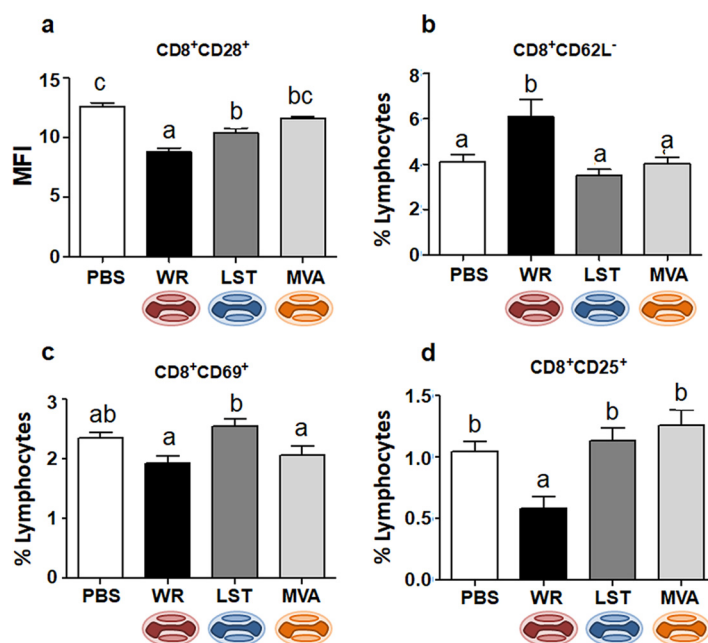 a
CD8⁺CD28⁺
MFI
15
10
5
0
c
a
b
bc
PBS WR LST MVA
b
CD8⁺CD62L⁻
% Lymphocytes
8
6
4
2
0
a
b
a
a
PBS WR LST MVA
c
CD8⁺CD69⁺
% Lymphocytes
3
2
1
0
ab
a
b
a
PBS WR LST MVA
d
CD8⁺CD25⁺
% Lymphocytes
1.5
1.0
0.5
0.0
b
a
b
b
PBS WR LST MVA